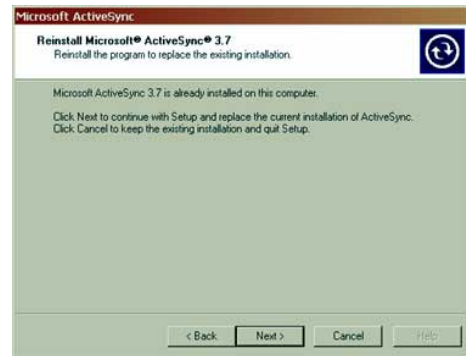 Microsoft ActiveSync
Reinstall Microsoft® ActiveSync® 3.7
Reinstall the program to replace the existing installation.
Microsoft ActiveSync 3.7 is already installed on this computer.
Click Next to continue with Setup and replace the current installation of ActiveSync.
Click Cancel to keep the existing installation and quit Setup.
< Back Next > Cancel Help